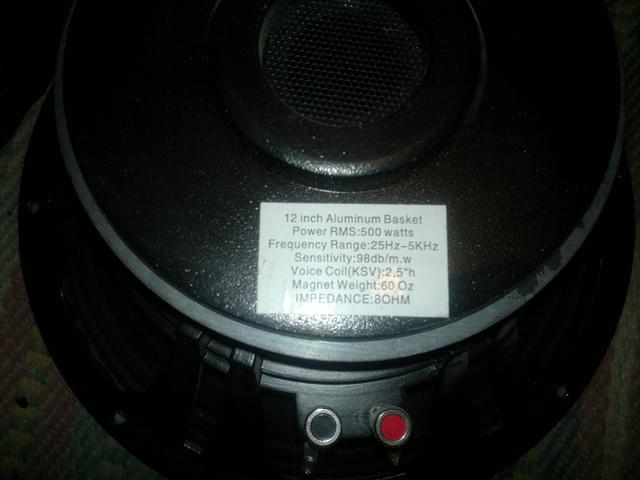 12 inch Aluminum Basket
Power RMS:500 watts
Frequency Range:25Hz-5KHz
Sensitivity:98db/m.w
Voice Coil(KSV):2.5"h
Magnet Weight:60 Oz
IMPEDANCE:8OHM